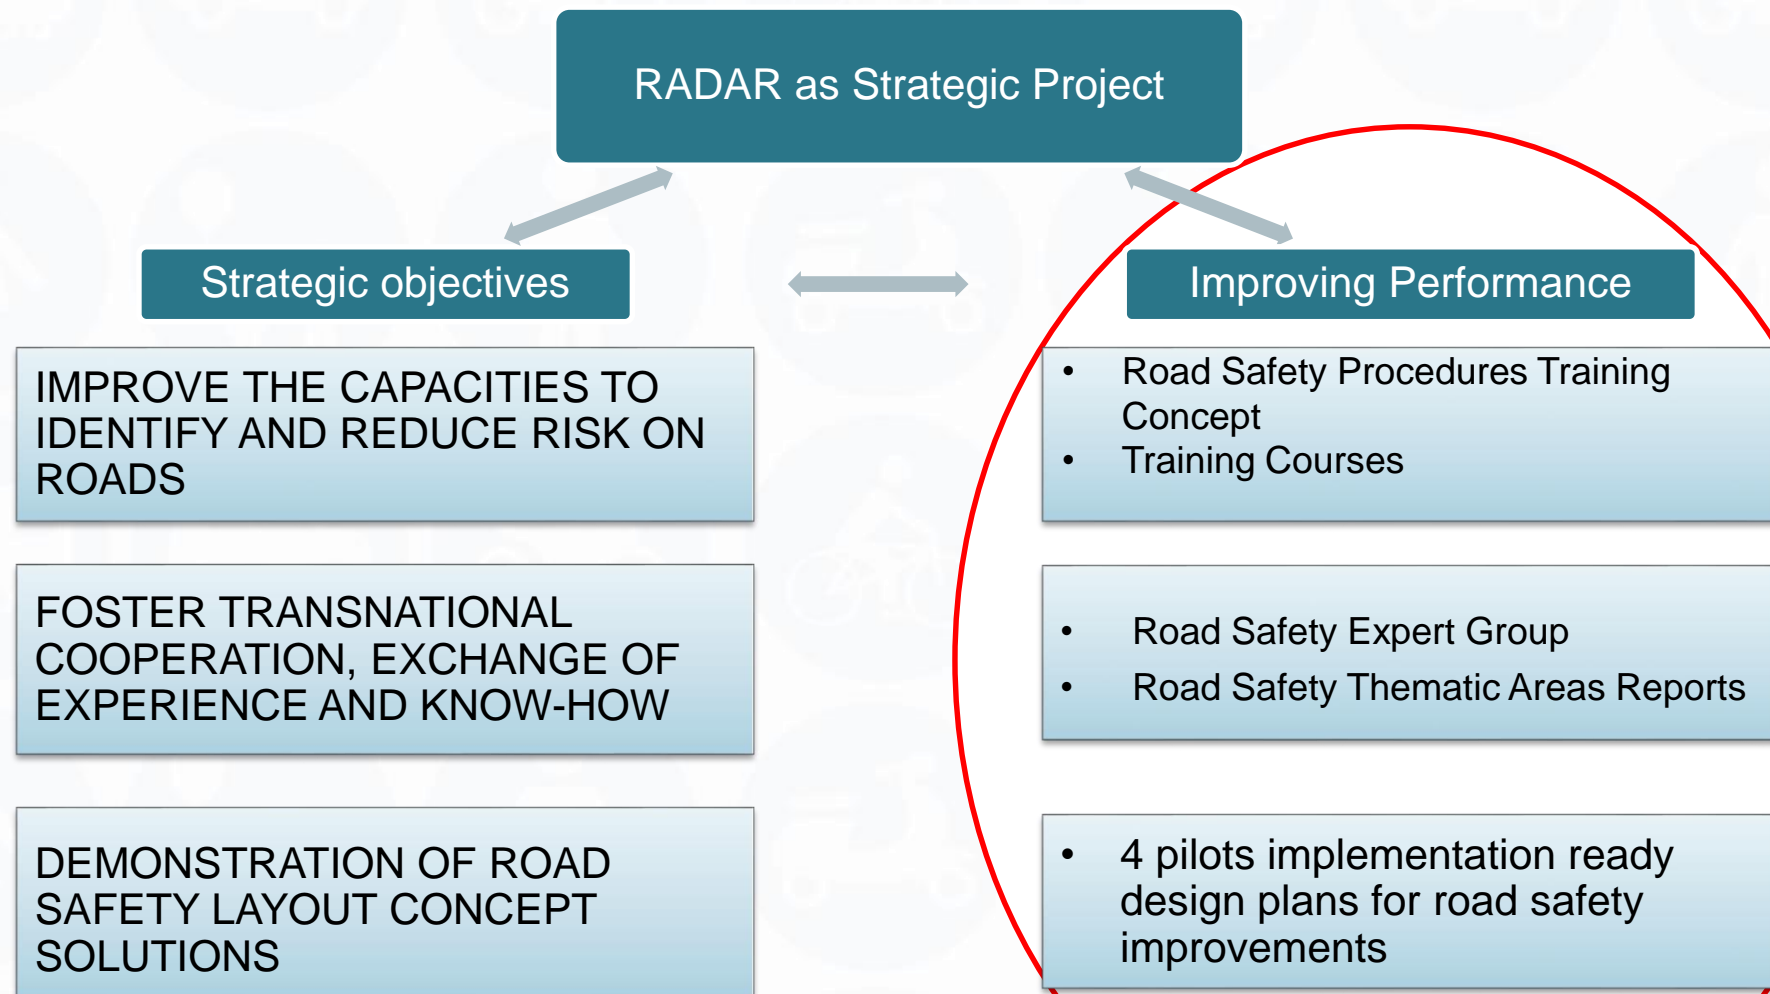 RADAR as Strategic Project
Strategic objectives
Improving Performance
IMPROVE THE CAPACITIES TO
IDENTIFY AND REDUCE RISK ON
ROADS
• Road Safety Procedures Training
Concept
• Training Courses
FOSTER TRANSNATIONAL
COOPERATION, EXCHANGE OF
EXPERIENCE AND KNOW-HOW
• Road Safety Expert Group
• Road Safety Thematic Areas Reports
DEMONSTRATION OF ROAD
SAFETY LAYOUT CONCEPT
SOLUTIONS
• 4 pilots implementation ready
design plans for road safety
improvements